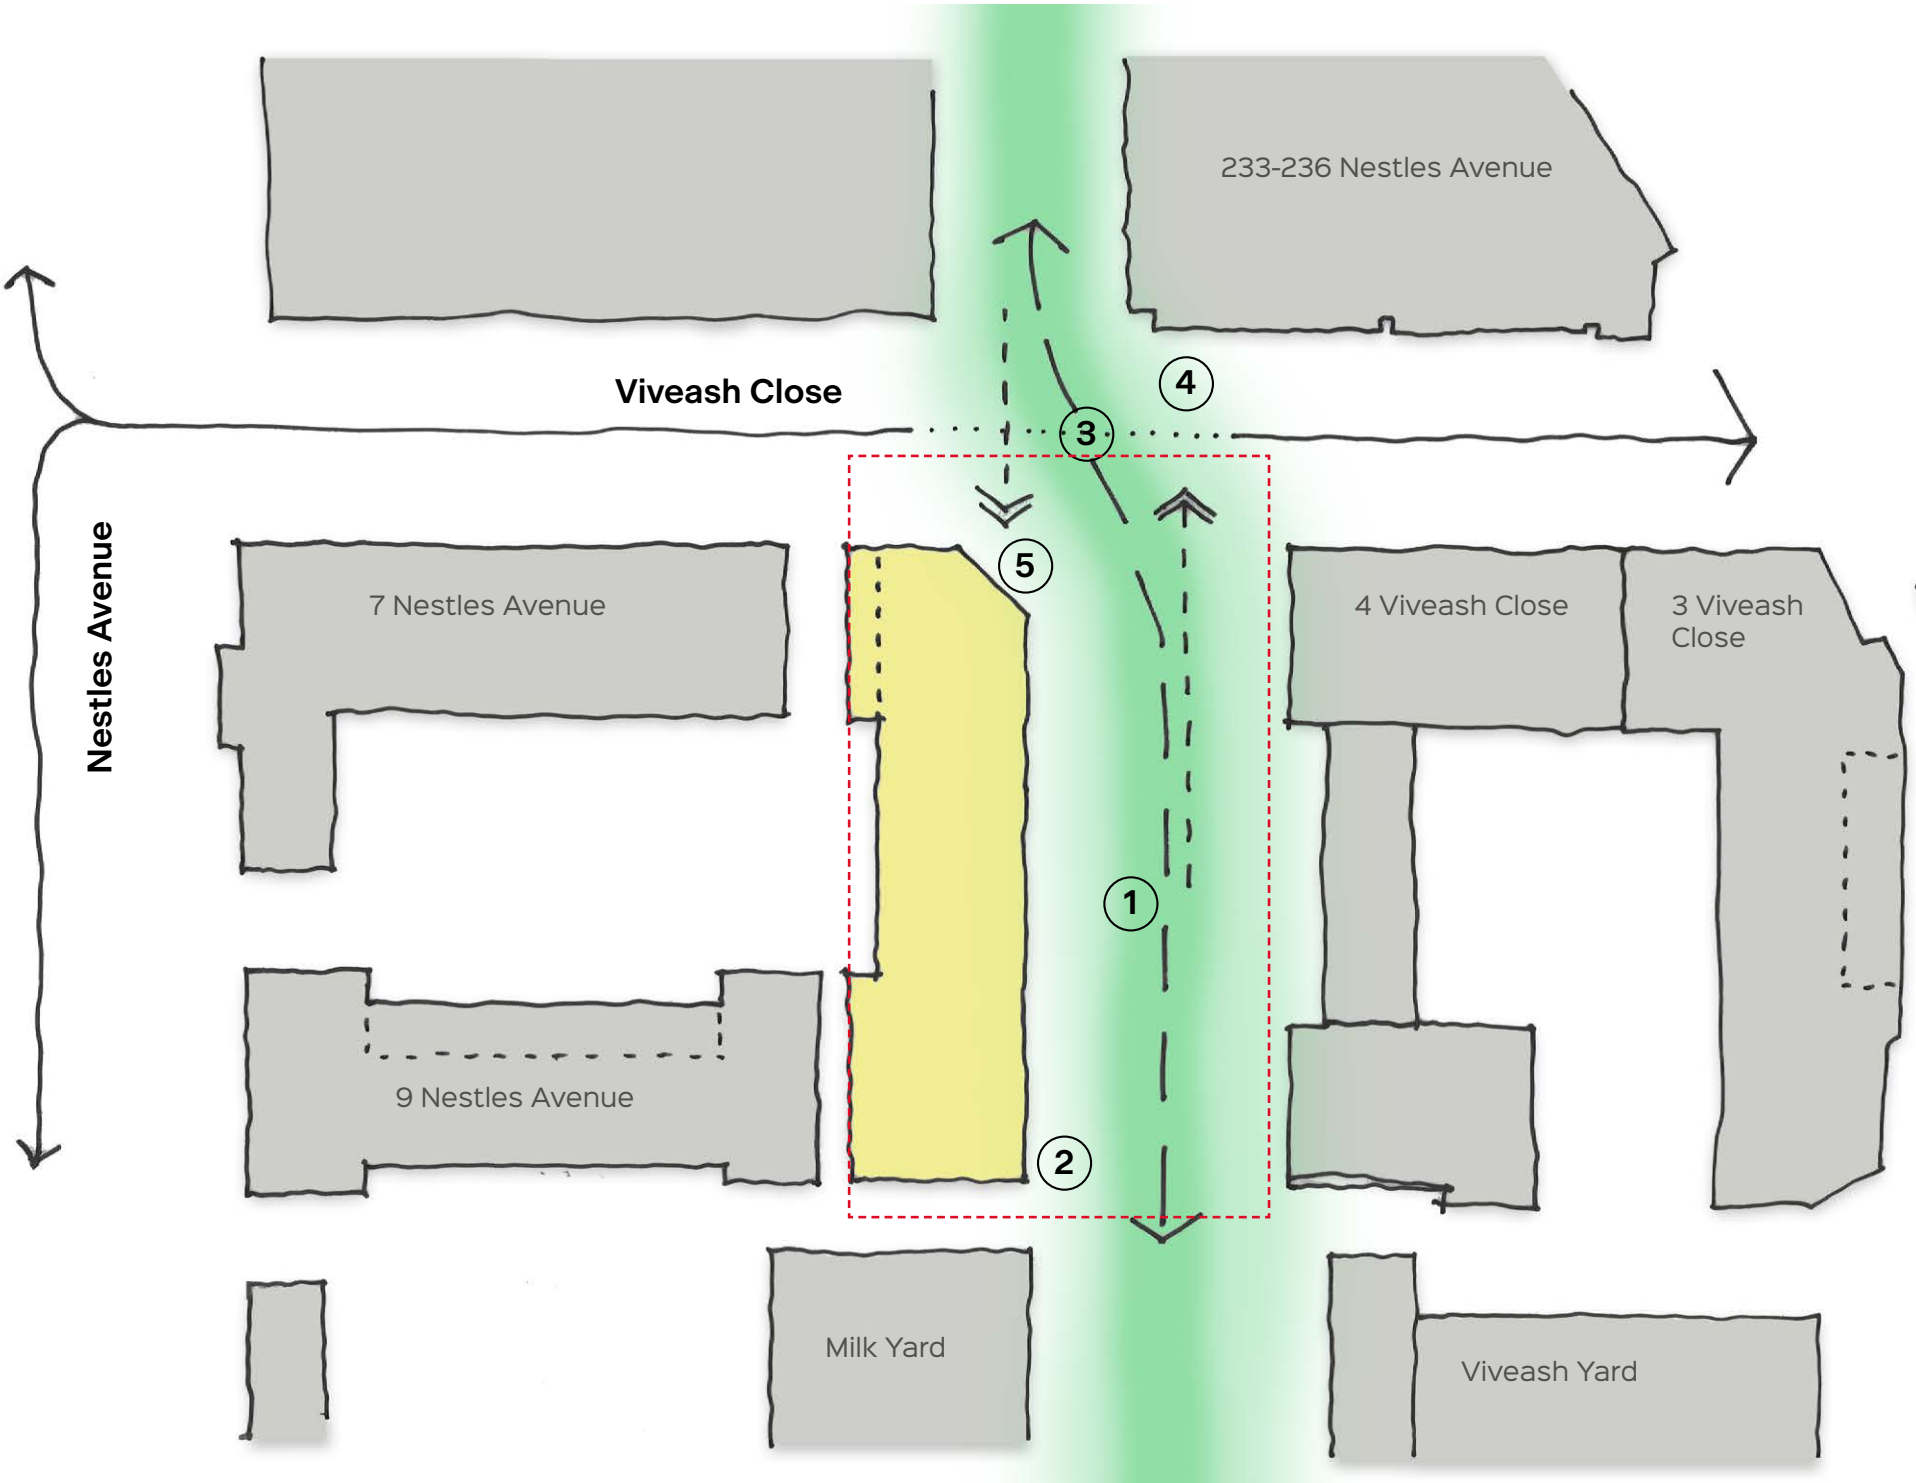 233-236 Nestles Avenue
Viveash Close
4
3
Nestles Avenue
5
7 Nestles Avenue
4 Viveash Close
3 Viveash
Close
1
9 Nestles Avenue
2
Milk Yard
Viveash Yard